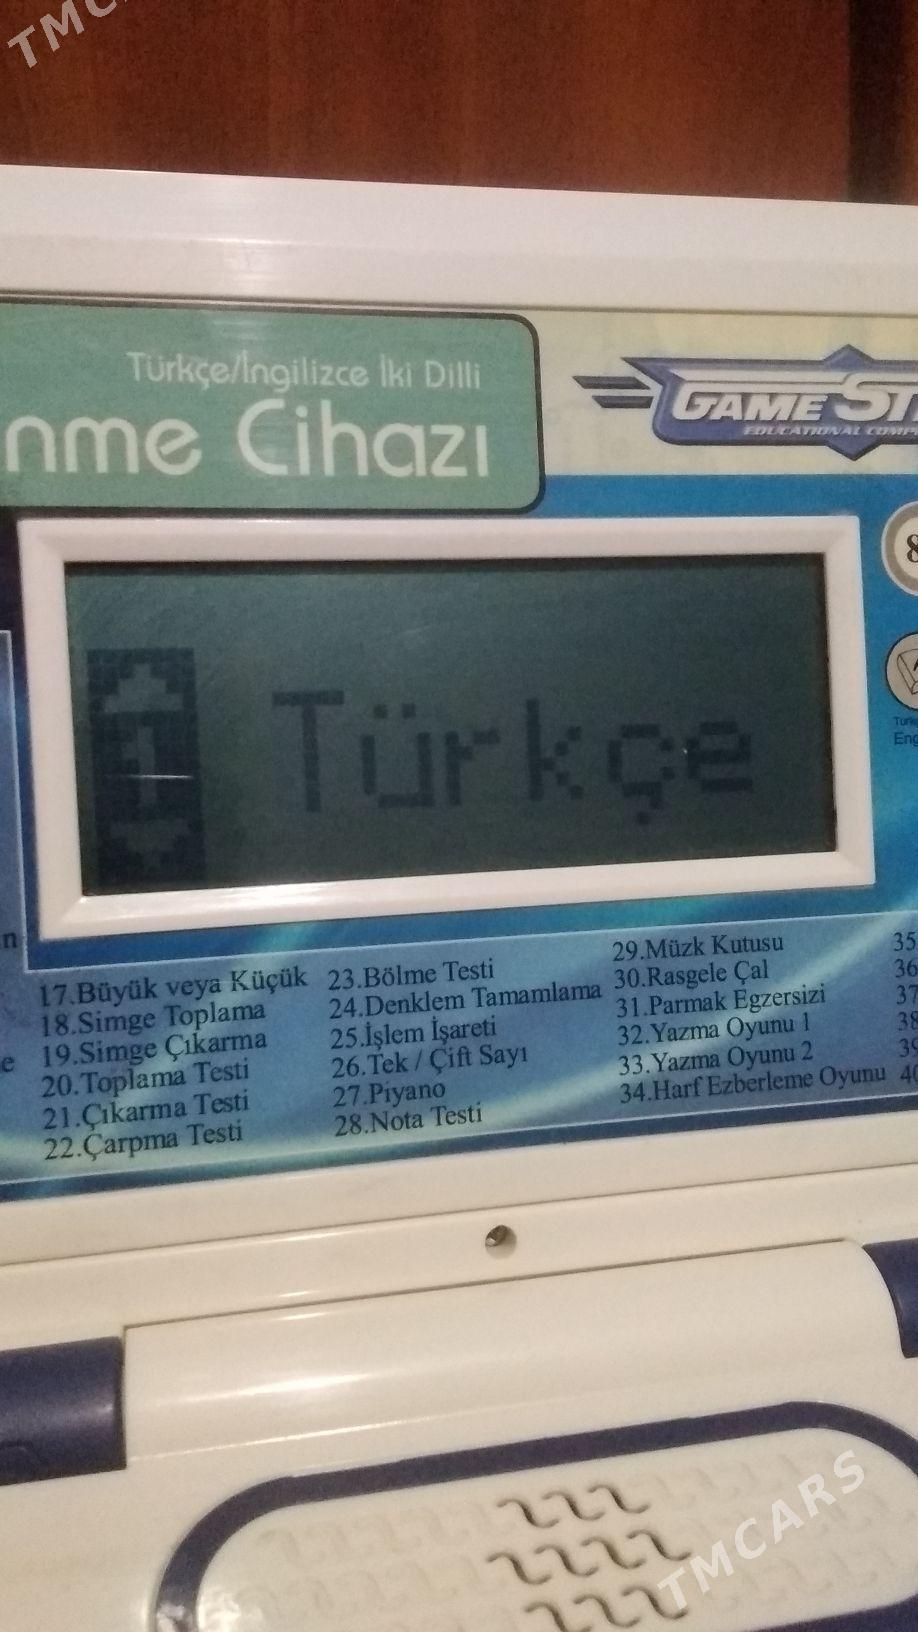 Türkçe/İngilizce İki Dilli
Cihazı
GAME
EDUCATIONAL
Türkçe
17.Büyük veya Küçük
18.Simge Toplama
19.Simge Çıkarma
20.Toplama Testi
21.Çıkarma Testi
22.Çarpma Testi
23.Bölme Testi
24.Denklem Tamamlama
25.İşlem İşareti
26.Tek / Çift Sayı
27.Piyano
28.Nota Testi
29.Müzk Kutusu
30.Rasgele Çal
31.Parmak Egzersizi
32.Yazma Oyunu 1
33.Yazma Oyunu 2
34.Harf Ezberleme Oyunu
TMCARS